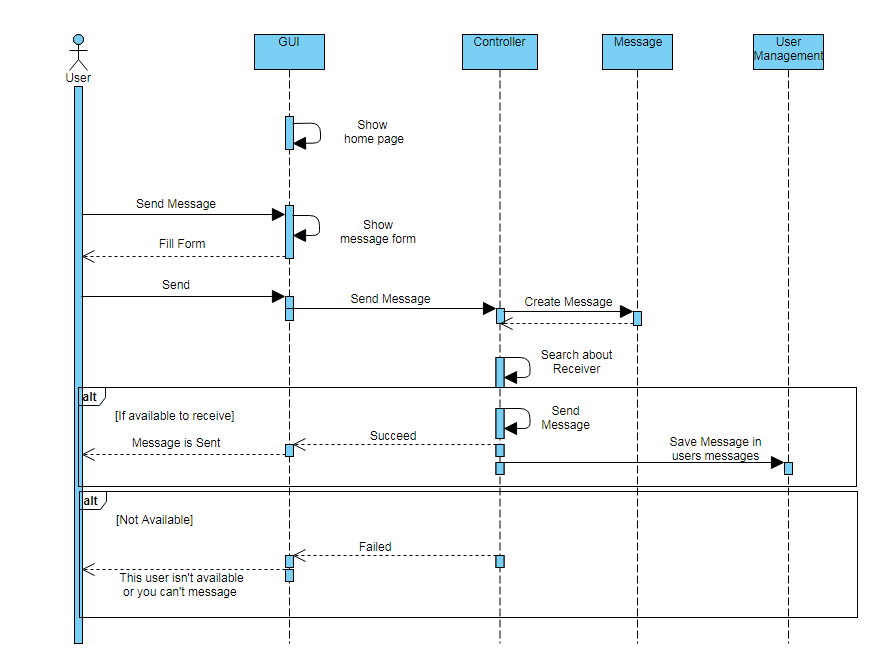 User
GUI
Controller
Message
User
Management
Show
home page
Send Message
Show
message form
Fill Form
Send
Send Message
Create Message
Search about
Receiver
alt
[If available to receive]
Send
Message
Message is Sent
Succeed
Save Message in
users messages
alt
[Not Available]
Failed
This user isn't available
or you can't message